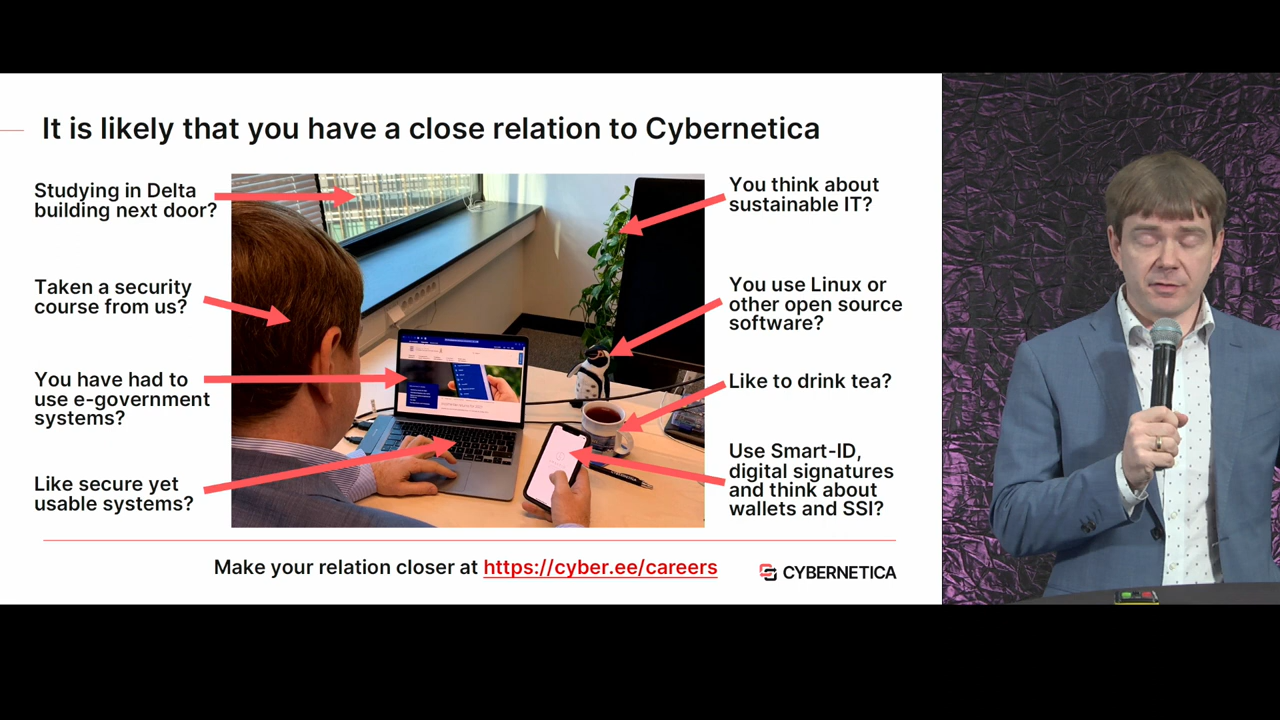 It is likely that you have a close relation to Cybernetica
Studying in Delta
building next door?
Taken a security
course from us?
You have had to
use e-government
systems?
Like secure yet
usable systems?
You think about
sustainable IT?
You use Linux or
other open source
software?
Like to drink tea?
Use Smart-ID,
digital signatures
and think about
wallets and SSI?
Make your relation closer at https://cyber.ee/careers
CYBERNETICA